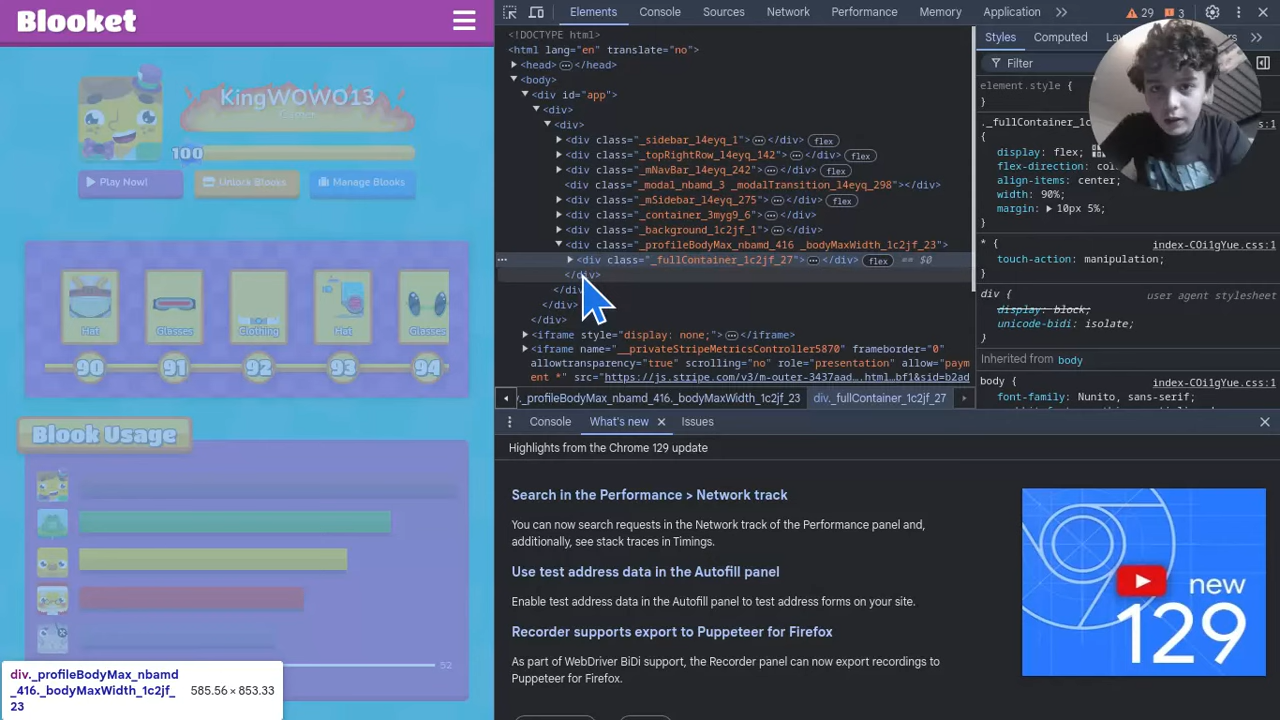 Blooket
KingWOWO13
100
Play Now!
Unlock Blooks
Manage Blooks
Hat
Glasses
Clothing
Hat
Glasses
90
91
92
93
94
Blook Usage
52
div._profileBodyMax_nbamd
_416._bodyMaxWidth_1c2jf_
23
585.56 × 853.33
Elements
Console
Sources
Network
Performance
Memory
Application
29
3
<!DOCTYPE html>
<html lang="en" translate="no">
<head> </head>
<body>
<div id="app">
<div>
<div>
<div class="_sidebar_l4eyq_1"> </div> flex
<div class="_topRightRow_l4eyq_142"> </div> flex
<div class="_mNavBar_l4eyq_242"> </div> flex
<div class="_modal_nbamd_3 _modalTransition_l4eyq_298"></div>
<div class="_mSidebar_l4eyq_275"> </div> flex
<div class="_container_3myg9_6"> </div>
<div class="_background_1c2jf_1"> </div>
<div class="_profileBodyMax_nbamd_416 _bodyMaxWidth_1c2jf_23">
<div class="_fullContainer_1c2jf_27"> </div> flex == $0
</div>
</div>
</div>
</div>
<iframe style="display: none;"> </iframe>
<iframe name="__privateStripeMetricsController5870" frameborder="0"
allowtransparency="true" scrolling="no" role="presentation" allow="paym
ent *" src="https://js.stripe.com/v3/m-outer-3437aad….html…bf1&sid=b2ad
v._profileBodyMax_nbamd_416._bodyMaxWidth_1c2jf_23
div._fullContainer_1c2jf_27
Styles
Computed
Filter
element.style {
}
._fullContainer_1c
s:1
{
display: flex;
flex-direction: co
align-items: center;
width: 90%;
margin: 10px 5%;
}
* {
index-COi1gYue.css:1
touch-action: manipulation;
}
div {
user agent stylesheet
display: block;
unicode-bidi: isolate;
}
Inherited from body
body {
index-COi1gYue.css:1
font-family: Nunito, sans-serif;
Console
What's new
Issues
Highlights from the Chrome 129 update
Search in the Performance > Network track
You can now search requests in the Network track of the Performance panel and,
additionally, see stack traces in Timings.
Use test address data in the Autofill panel
Enable test address data in the Autofill panel to test address forms on your site.
Recorder supports export to Puppeteer for Firefox
As part of WebDriver BiDi support, the Recorder panel can now export recordings to
Puppeteer for Firefox.
new
129